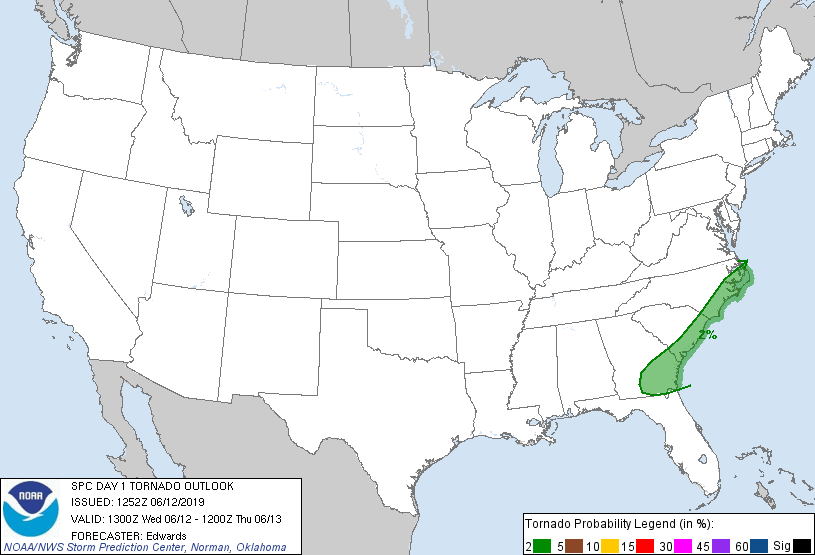 2%
NOAA
SPC DAY 1 TORNADO OUTLOOK
ISSUED: 1252Z 06/12/2019
VALID: 1300Z Wed 06/12 - 1200Z Thu 06/13
FORECASTER: Edwards
NOAA/NWS Storm Prediction Center, Norman, Oklahoma
Tornado Probability Legend (in %):
2 5 10 15 30 45 60 Sig